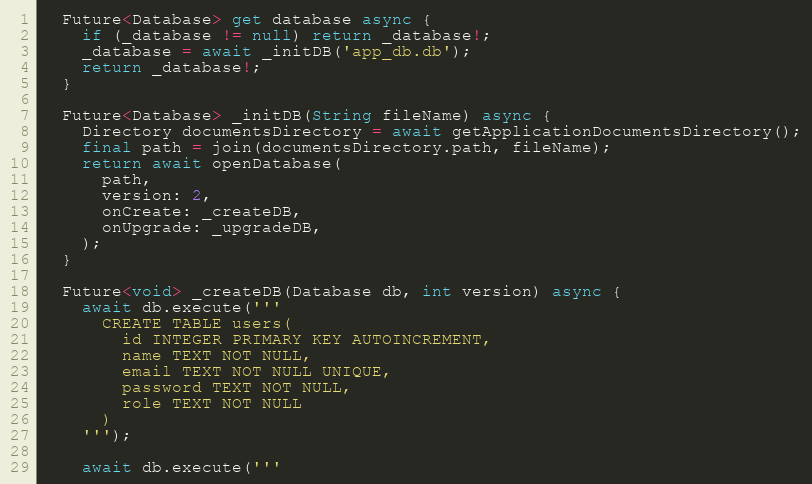 1 Future<Database> get database async {
2 if (_database != null) return _database!;
3 _database = await _initDB('app_db.db');
4 return _database!;
5 }
6
7 Future<Database> _initDB(String fileName) async {
8 Directory documentsDirectory = await getApplicationDocumentsDirectory();
9 final path = join(documentsDirectory.path, fileName);
10 return await openDatabase(
11 path,
12 version: 2,
13 onCreate: _createDB,
14 onUpgrade: _upgradeDB,
15 );
16 }
17
18 Future<void> _createDB(Database db, int version) async {
19 await db.execute('''
20 CREATE TABLE users(
21 id INTEGER PRIMARY KEY AUTOINCREMENT,
22 name TEXT NOT NULL,
23 email TEXT NOT NULL UNIQUE,
24 password TEXT NOT NULL,
25 role TEXT NOT NULL
26 )
27 ''');
28
29 await db.execute('''